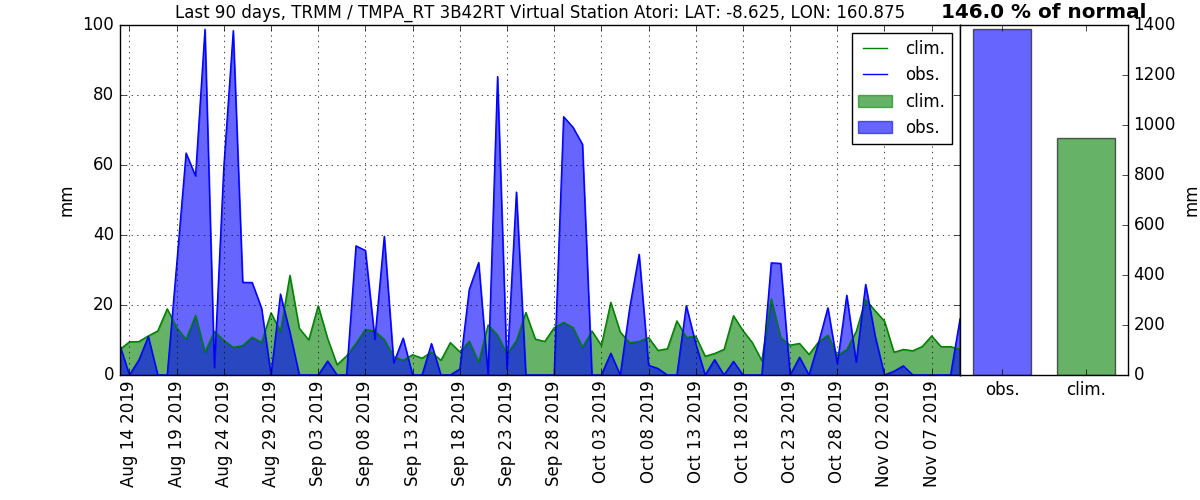 Last 90 days, TRMM / TMPA_RT 3B42RT Virtual Station Atori: LAT: -8.625, LON: 160.875
146.0 % of normal
100
80
60
40
20
0
mm
clim.
obs.
clim.
obs.
1400
1200
1000
800
600
400
200
0
mm
obs.
clim.
Aug 14 2019
Aug 19 2019
Aug 24 2019
Aug 29 2019
Sep 03 2019
Sep 08 2019
Sep 13 2019
Sep 18 2019
Sep 23 2019
Sep 28 2019
Oct 03 2019
Oct 08 2019
Oct 13 2019
Oct 18 2019
Oct 23 2019
Oct 28 2019
Nov 02 2019
Nov 07 2019